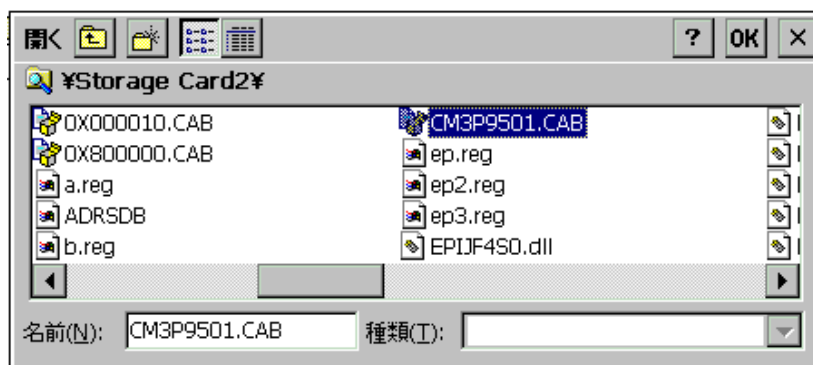 開く ? OK ×
¥Storage Card2¥
0X000010.CAB CM3P9501.CAB
0X800000.CAB ep.reg
a.reg ep2.reg
ADRSDB ep3.reg
b.reg EPIJF4S0.dll
名前(N): CM3P9501.CAB 種類(T):